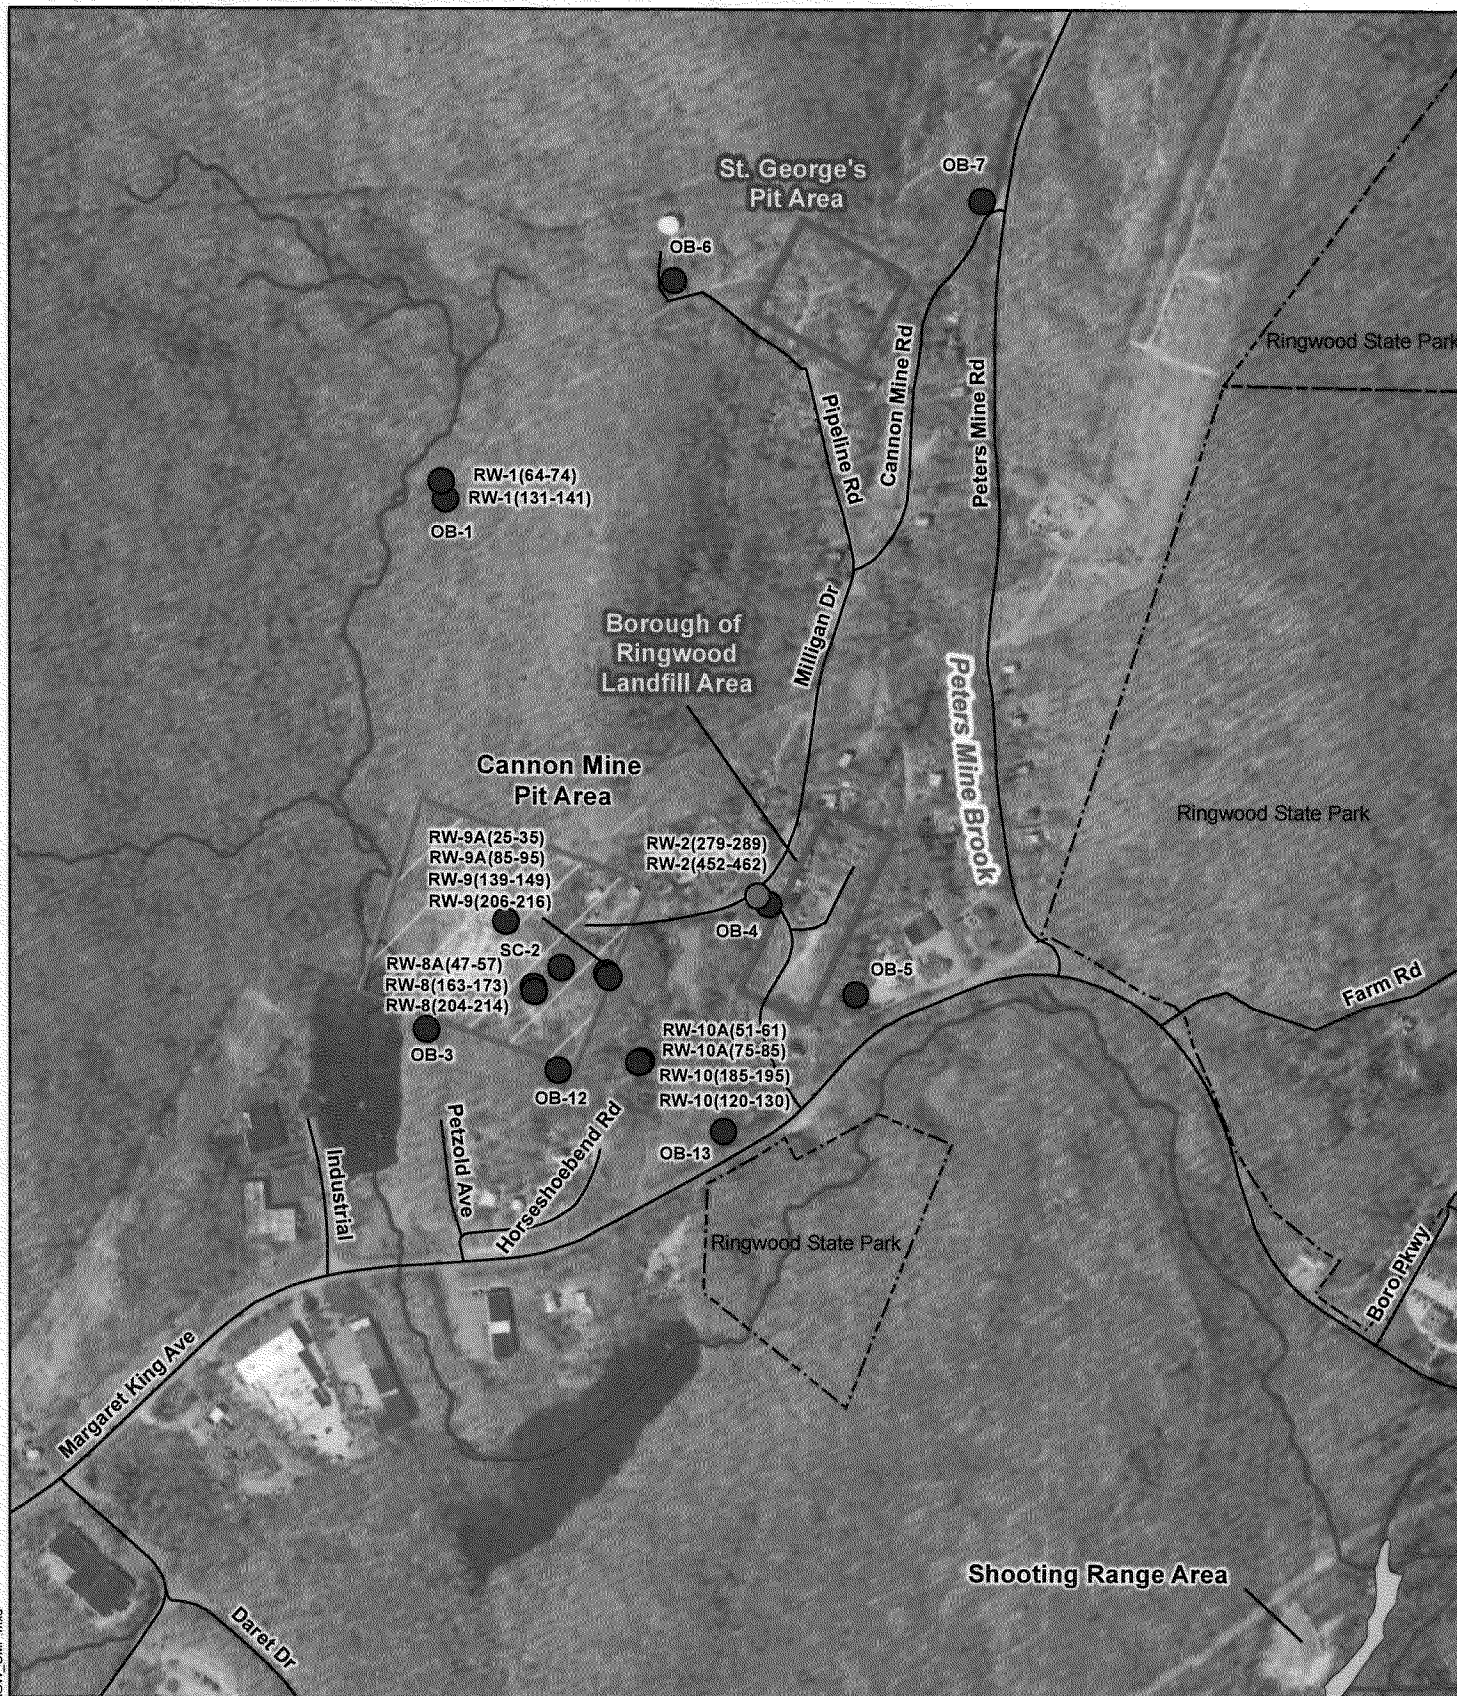 St. George's
Pit Area
OB-7
OB-6
Ringwood State Park
Cannon Mine Rd
Peters Mine Rd
Pipeline Rd
RW-1(64-74)
RW-1(131-141)
OB-1
Milligan Dr
Borough of
Ringwood
Landfill Area
Peters Mine Brook
Cannon Mine
Pit Area
Ringwood State Park
RW-9A(25-35)
RW-9A(85-95)
RW-9(139-149)
RW-9(206-216)
RW-2(279-289)
RW-2(452-462)
OB-4
SC-2
RW-8A(47-57)
RW-8(163-173)
RW-8(204-214)
OB-5
Farm Rd
OB-3
RW-10A(51-61)
RW-10A(75-85)
RW-10(185-195)
RW-10(120-130)
OB-12
OB-13
Petzold Ave
Industrial
Horseshoebend Rd
Ringwood State Park
Boro Pkwy
Margaret King Ave
Shooting Range Area
Daret Dr